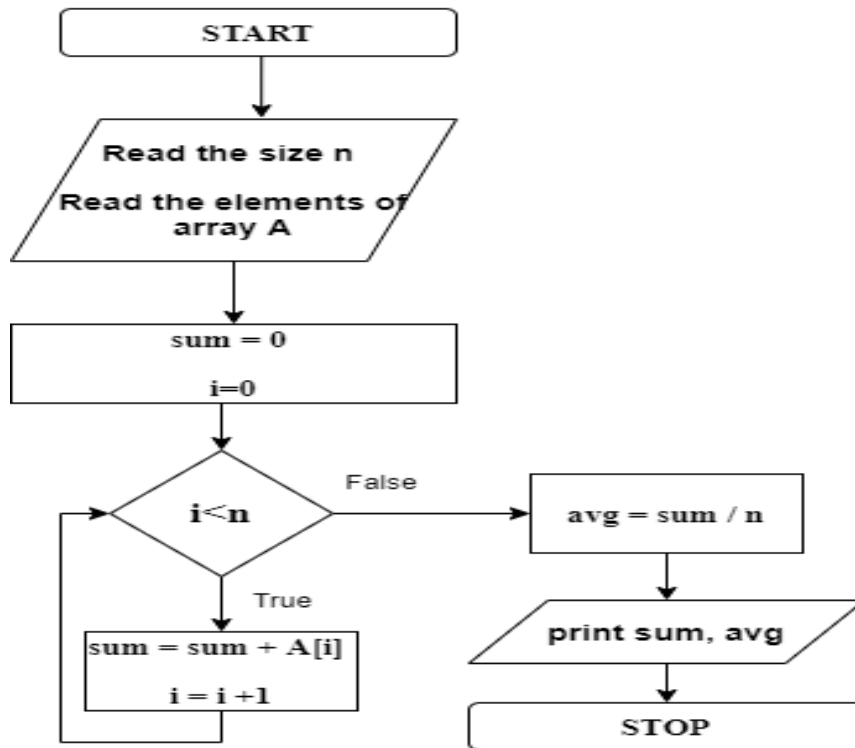 START
Read the size n
Read the elements of
array A
sum = 0
i=0
i<n
False
True
sum = sum + A[i]
i = i +1
avg = sum / n
print sum, avg
STOP